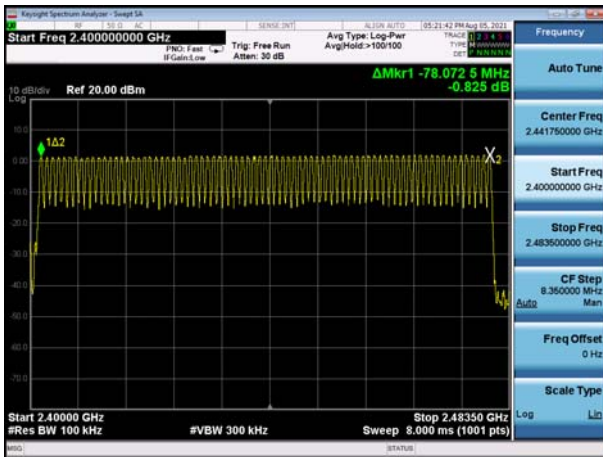 Keysight Spectrum Analyzer - Swept SA
RF 50 Ω AC SENSE:INT ALIGN AUTO 05:21:42 PM Aug 05, 2021
Start Freq 2.400000000 GHz
PNO: Fast
IFGain:Low
Trig: Free Run
Atten: 30 dB
Avg Type: Log-Pwr
Avg|Hold:>100/100
TRACE 1 2 3 4 5 6
TYPE M
DET P N N N N N
ΔMkr1 -78.072 5 MHz
-0.825 dB
10 dB/div
Log
Ref 20.00 dBm
10.0
0.00
-10.0
-20.0
-30.0
-40.0
-50.0
-60.0
-70.0
1Δ2
X2
Start 2.40000 GHz
#Res BW 100 kHz
#VBW 300 kHz
Stop 2.48350 GHz
Sweep 8.000 ms (1001 pts)
MSG
STATUS
Frequency
Auto Tune
Center Freq
2.441750000 GHz
Start Freq
2.400000000 GHz
Stop Freq
2.483500000 GHz
CF Step
8.350000 MHz
Auto Man
Freq Offset
0 Hz
Scale Type
Log Lin